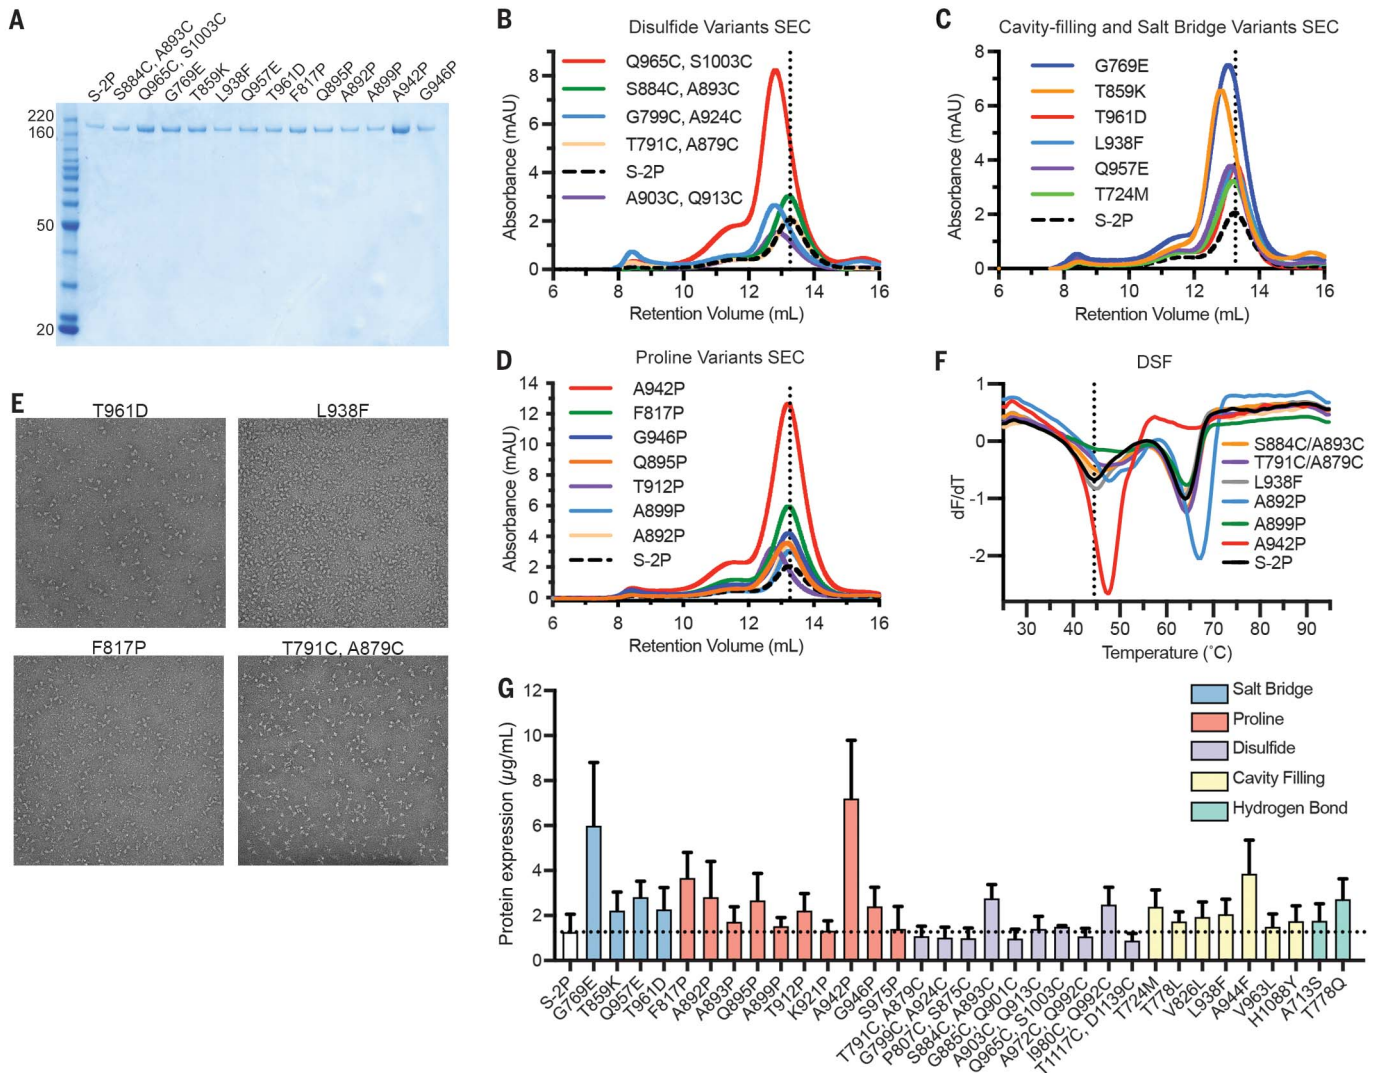 A
S-2P
S884C, A893C
Q965C, S1003C
G769E
T859K
L938F
Q957E
T961D
F817P
Q895P
A892P
A899P
A942P
G946P
220
160
50
20
B
Disulfide Variants SEC
Absorbance (mAU)
8
6
4
2
0
Q965C, S1003C
S884C, A893C
G799C, A924C
T791C, A879C
S-2P
A903C, Q913C
6 8 10 12 14 16
Retention Volume (mL)
C
Cavity-filling and Salt Bridge Variants SEC
Absorbance (mAU)
8
6
4
2
0
G769E
T859K
T961D
L938F
Q957E
T724M
S-2P
6 8 10 12 14 16
Retention Volume (mL)
D
Proline Variants SEC
Absorbance (mAU)
14
12
10
8
6
4
2
0
A942P
F817P
G946P
Q895P
T912P
A899P
A892P
S-2P
6 8 10 12 14 16
Retention Volume (mL)
E
T961D
L938F
F817P
T791C, A879C
F
DSF
dF/dT
1
0
-1
-2
S884C/A893C
T791C/A879C
L938F
A892P
A899P
A942P
S-2P
30 40 50 60 70 80 90
Temperature (˚C)
G
Protein expression (µg/mL)
12
10
8
6
4
2
0
Salt Bridge
Proline
Disulfide
Cavity Filling
Hydrogen Bond
S-2P
G769E
T859K
Q957E
T961D
F817P
A892P
A893P
Q895P
A899P
T912P
K921P
A942P
G946P
S975P
T791C, A879C
G799C, A924C
P807C, S875C
S884C, A893C
G885C, Q901C
A903C, Q913C
Q965C, S1003C
A972C, Q992C
I980C, Q992C
T1117C, D1139C
T724M
T778L
V826L
L938F
A944F
V963L
H1088Y
A713S
T778Q